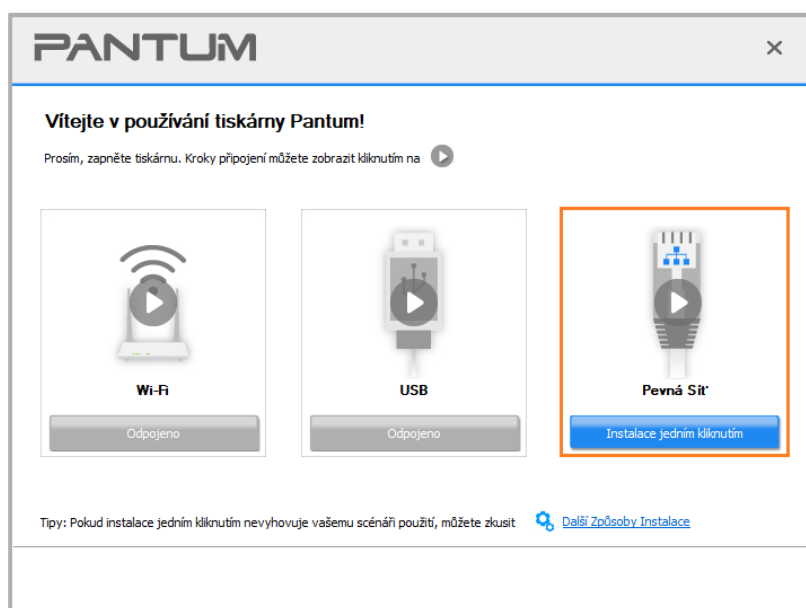 PANTUM
Vítejte v používání tiskárny Pantum!
Prosím, zapněte tiskárnu. Kroky připojení můžete zobrazit kliknutím na
Wi-Fi
USB
Pevná Síť
Odpojeno
Odpojeno
Instalace jedním kliknutím
Tipy: Pokud instalace jedním kliknutím nevyhovuje vašemu scénáři použití, můžete zkusit Další Způsoby Instalace